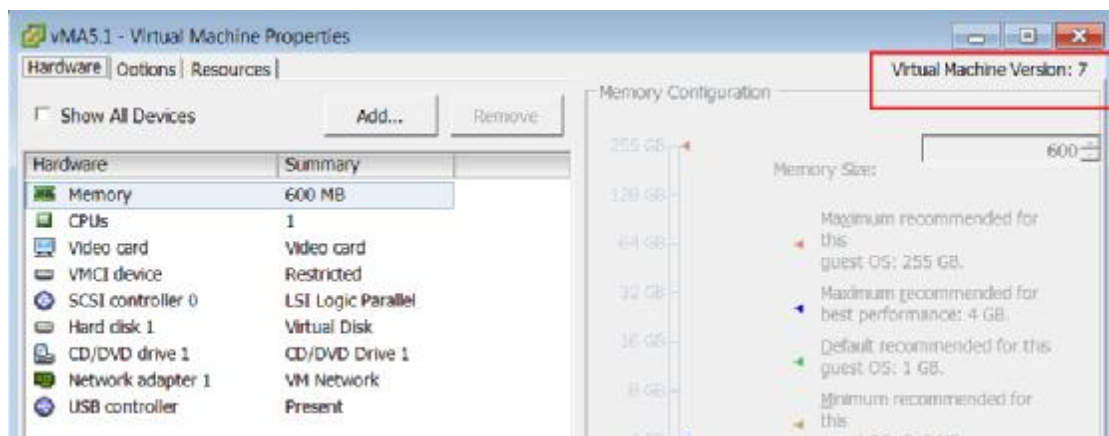 vMA5.1 - Virtual Machine Properties
Hardware Options Resources
Virtual Machine Version: 7
Show All Devices
Add...
Remove
Hardware Summary
Memory 600 MB
CPUs 1
Video card Video card
VMCI device Restricted
SCSI controller 0 LSI Logic Parallel
Hard disk 1 Virtual Disk
CD/DVD drive 1 CD/DVD Drive 1
Network adapter 1 VM Network
USB controller Present
Memory Configuration
255 GB
128 GB
64 GB
32 GB
16 GB
8 GB
Memory Size:
600
Maximum recommended for
this
guest OS: 255 GB.
Maximum recommended for
best performance: 4 GB.
Default recommended for this
guest OS: 1 GB.
Minimum recommended for
this